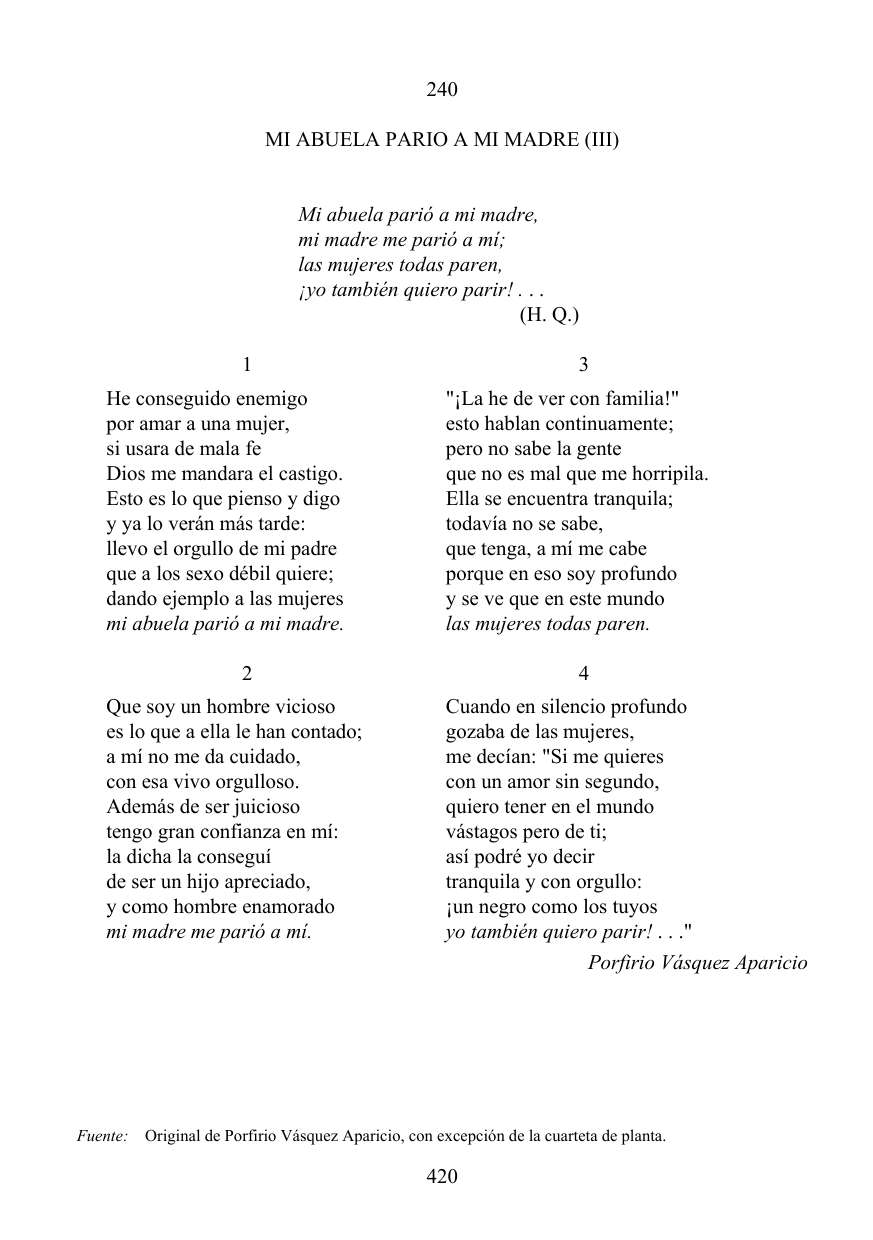 240
MI ABUELA PARIO A MI MADRE (III)
Mi abuela parió a mi madre,
mi madre me parió a mí;
las mujeres todas paren,
¡yo también quiero parir! . . .
(H. Q.)
1
He conseguido enemigo
por amar a una mujer,
si usara de mala fe
Dios me mandara el castigo.
Esto es lo que pienso y digo
y ya lo verán más tarde:
llevo el orgullo de mi padre
que a los sexo débil quiere;
dando ejemplo a las mujeres
mi abuela parió a mi madre.
2
Que soy un hombre vicioso
es lo que a ella le han contado;
a mí no me da cuidado,
con esa vivo orgulloso.
Además de ser juicioso
tengo gran confianza en mí:
la dicha la conseguí
de ser un hijo apreciado,
y como hombre enamorado
mi madre me parió a mí.
3
"¡La he de ver con familia!"
esto hablan continuamente;
pero no sabe la gente
que no es mal que me horripila.
Ella se encuentra tranquila;
todavía no se sabe,
que tenga, a mí me cabe
porque en eso soy profundo
y se ve que en este mundo
las mujeres todas paren.
4
Cuando en silencio profundo
gozaba de las mujeres,
me decían: "Si me quieres
con un amor sin segundo,
quiero tener en el mundo
vástagos pero de ti;
así podré yo decir
tranquila y con orgullo:
¡un negro como los tuyos
yo también quiero parir! . . ."
Porfirio Vásquez Aparicio
Fuente: Original de Porfirio Vásquez Aparicio, con excepción de la cuarteta de planta.
420